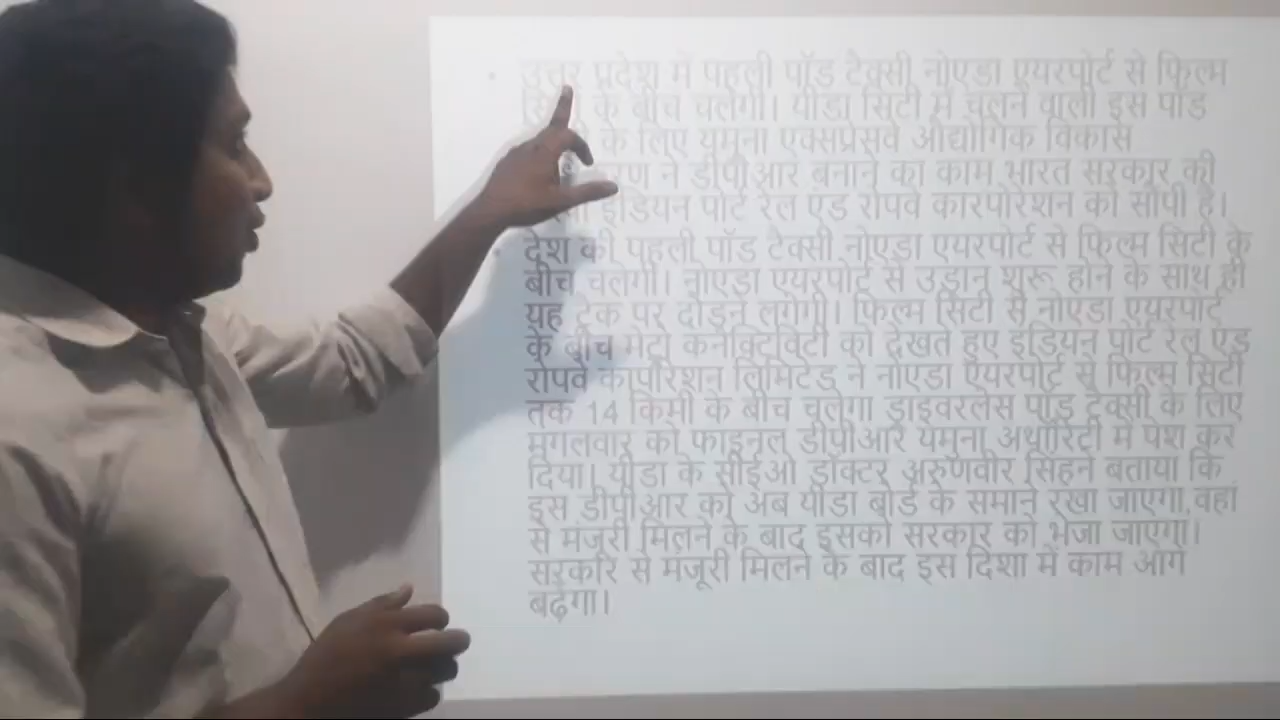 उत्तर प्रदेश में पहली पॉड टैक्सी नोएडा एयरपोर्ट से फिल्म
के बीच चलेगी। यीडा सिटी में चलने वाली इस पॉड
के लिए यमुना एक्सप्रेसवे औद्योगिक विकास
ने डीपीआर बनाने का काम भारत सरकार की
इंडियन पोर्ट रेल एंड रोपवे कारपोरेशन को सौंपी है।
देश की पहली पॉड टैक्सी नोएडा एयरपोर्ट से फिल्म सिटी के
बीच चलेगी। नोएडा एयरपोर्ट से उड़ान शुरू होने के साथ ही
यह ट्रैक पर दौड़ने लगेगी। फिल्म सिटी से नोएडा एयरपोर्ट
के बीच मेट्रो कनेक्टिविटी को देखते हुए इंडियन पोर्ट रेल एंड
रोपवे कार्पोरेशन लिमिटेड ने नोएडा एयरपोर्ट से फिल्म सिटी
तक 14 किमी के बीच चलेगा ड्राइवरलेस पॉड टैक्सी के लिए
मंगलवार को फाइनल डीपीआर यमुना अथॉरिटी में पेश कर
दिया। यीडा के सीईओ डॉक्टर अरुणवीर सिंहने बताया कि
इस डीपीआर को अब यीडा बोर्ड के समाने रखा जाएगा,वहां
से मंजूरी मिलने के बाद इसको सरकार को भेजा जाएगा।
सरकार से मंजूरी मिलने के बाद इस दिशा में काम आगे
बढ़ेगा।